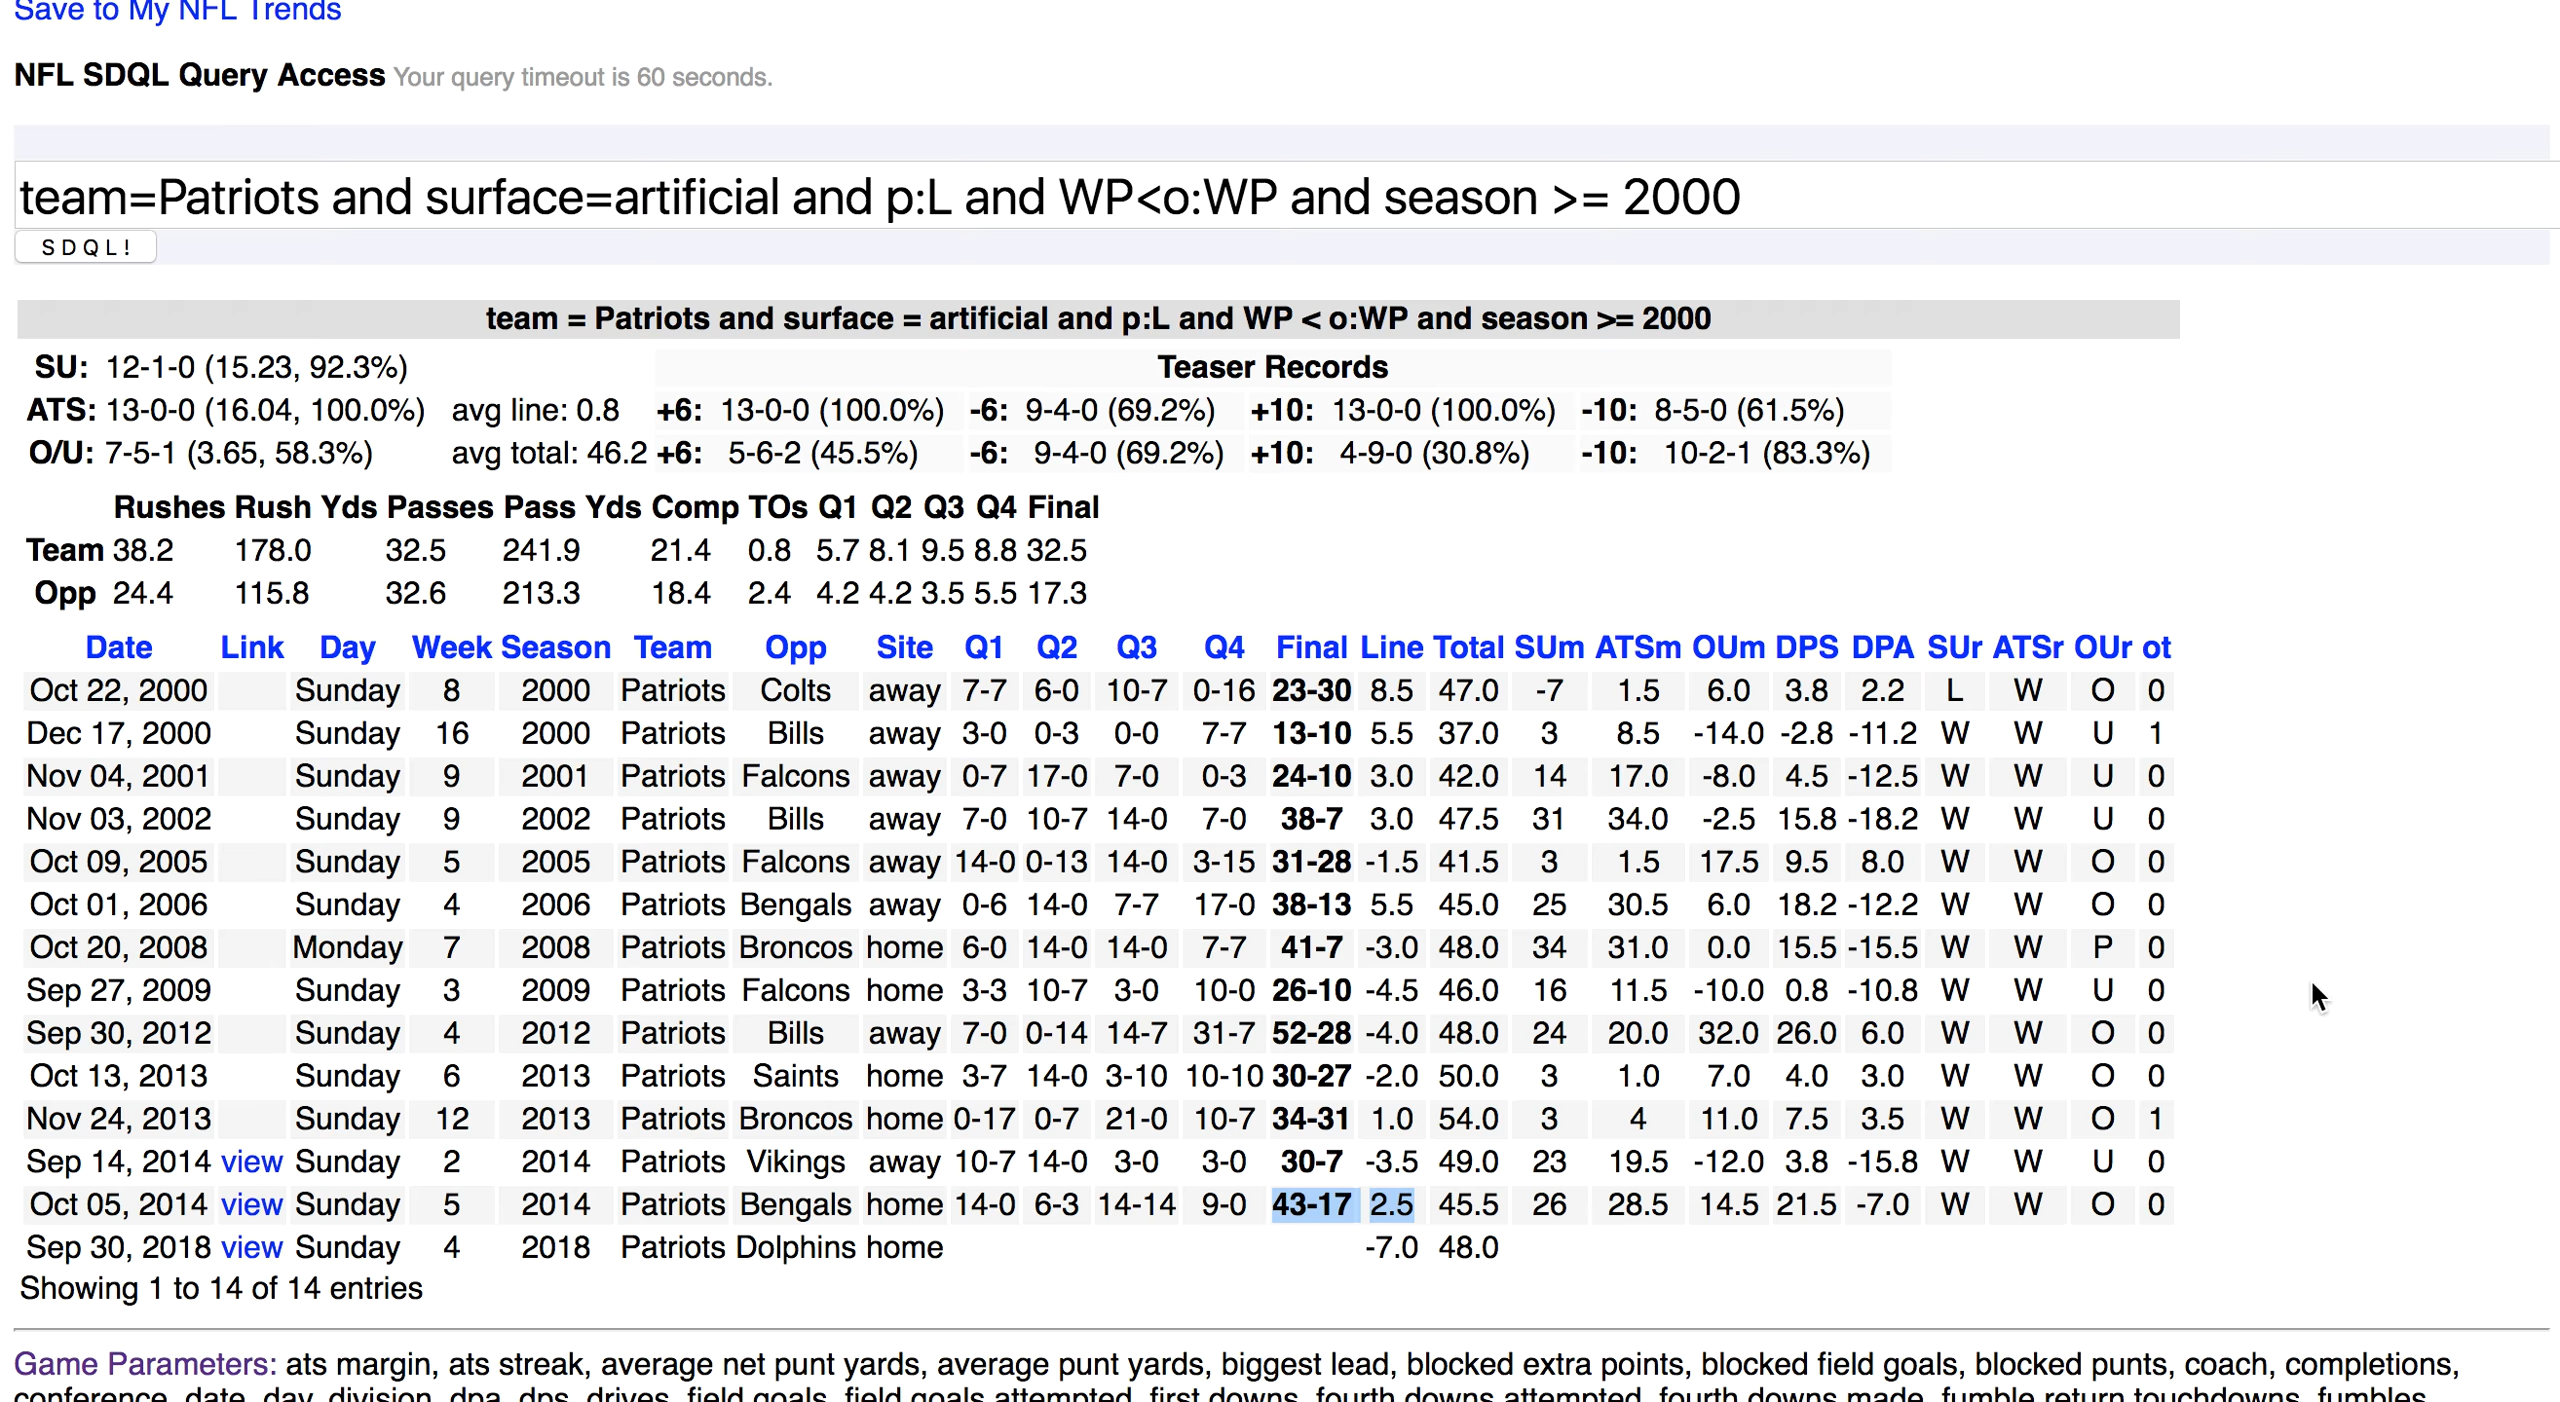 Save to My NFL Trends
NFL SDQL Query Access Your query timeout is 60 seconds.
team=Patriots and surface=artificial and p:L and WP<o:WP and season >= 2000
S D Q L !
team = Patriots and surface = artificial and p:L and WP < o:WP and season >= 2000
SU: 12-1-0 (15.23, 92.3%) Teaser Records
ATS: 13-0-0 (16.04, 100.0%) avg line: 0.8 +6: 13-0-0 (100.0%) -6: 9-4-0 (69.2%) +10: 13-0-0 (100.0%) -10: 8-5-0 (61.5%)
O/U: 7-5-1 (3.65, 58.3%) avg total: 46.2 +6: 5-6-2 (45.5%) -6: 9-4-0 (69.2%) +10: 4-9-0 (30.8%) -10: 10-2-1 (83.3%)
Rushes Rush Yds Passes Pass Yds Comp TOs Q1 Q2 Q3 Q4 Final
Team 38.2 178.0 32.5 241.9 21.4 0.8 5.7 8.1 9.5 8.8 32.5
Opp 24.4 115.8 32.6 213.3 18.4 2.4 4.2 4.2 3.5 5.5 17.3
Date Link Day Week Season Team Opp Site Q1 Q2 Q3 Q4 Final Line Total SUm ATSm OUm DPS DPA SUr ATSr OUr ot
Oct 22, 2000 Sunday 8 2000 Patriots Colts away 7-7 6-0 10-7 0-16 23-30 8.5 47.0 -7 1.5 6.0 3.8 2.2 L W O 0
Dec 17, 2000 Sunday 16 2000 Patriots Bills away 3-0 0-3 0-0 7-7 13-10 5.5 37.0 3 8.5 -14.0 -2.8 -11.2 W W U 1
Nov 04, 2001 Sunday 9 2001 Patriots Falcons away 0-7 17-0 7-0 0-3 24-10 3.0 42.0 14 17.0 -8.0 4.5 -12.5 W W U 0
Nov 03, 2002 Sunday 9 2002 Patriots Bills away 7-0 10-7 14-0 7-0 38-7 3.0 47.5 31 34.0 -2.5 15.8 -18.2 W W U 0
Oct 09, 2005 Sunday 5 2005 Patriots Falcons away 14-0 0-13 14-0 3-15 31-28 -1.5 41.5 3 1.5 17.5 9.5 8.0 W W O 0
Oct 01, 2006 Sunday 4 2006 Patriots Bengals away 0-6 14-0 7-7 17-0 38-13 5.5 45.0 25 30.5 6.0 18.2 -12.2 W W O 0
Oct 20, 2008 Monday 7 2008 Patriots Broncos home 6-0 14-0 14-0 7-7 41-7 -3.0 48.0 34 31.0 0.0 15.5 -15.5 W W P 0
Sep 27, 2009 Sunday 3 2009 Patriots Falcons home 3-3 10-7 3-0 10-0 26-10 -4.5 46.0 16 11.5 -10.0 0.8 -10.8 W W U 0
Sep 30, 2012 Sunday 4 2012 Patriots Bills away 7-0 0-14 14-7 31-7 52-28 -4.0 48.0 24 20.0 32.0 26.0 6.0 W W O 0
Oct 13, 2013 Sunday 6 2013 Patriots Saints home 3-7 14-0 3-10 10-10 30-27 -2.0 50.0 3 1.0 7.0 4.0 3.0 W W O 0
Nov 24, 2013 Sunday 12 2013 Patriots Broncos home 0-17 0-7 21-0 10-7 34-31 1.0 54.0 3 4 11.0 7.5 3.5 W W O 1
Sep 14, 2014 view Sunday 2 2014 Patriots Vikings away 10-7 14-0 3-0 3-0 30-7 -3.5 49.0 23 19.5 -12.0 3.8 -15.8 W W U 0
Oct 05, 2014 view Sunday 5 2014 Patriots Bengals home 14-0 6-3 14-14 9-0 43-17 2.5 45.5 26 28.5 14.5 21.5 -7.0 W W O 0
Sep 30, 2018 view Sunday 4 2018 Patriots Dolphins home -7.0 48.0
Showing 1 to 14 of 14 entries
Game Parameters: ats margin, ats streak, average net punt yards, average punt yards, biggest lead, blocked extra points, blocked field goals, blocked punts, coach, completions,
conference, date, day, division, dpa, dps, drives, field goals, field goals attempted, first downs, fourth downs attempted, fourth downs made, fumble return touchdowns, fumbles